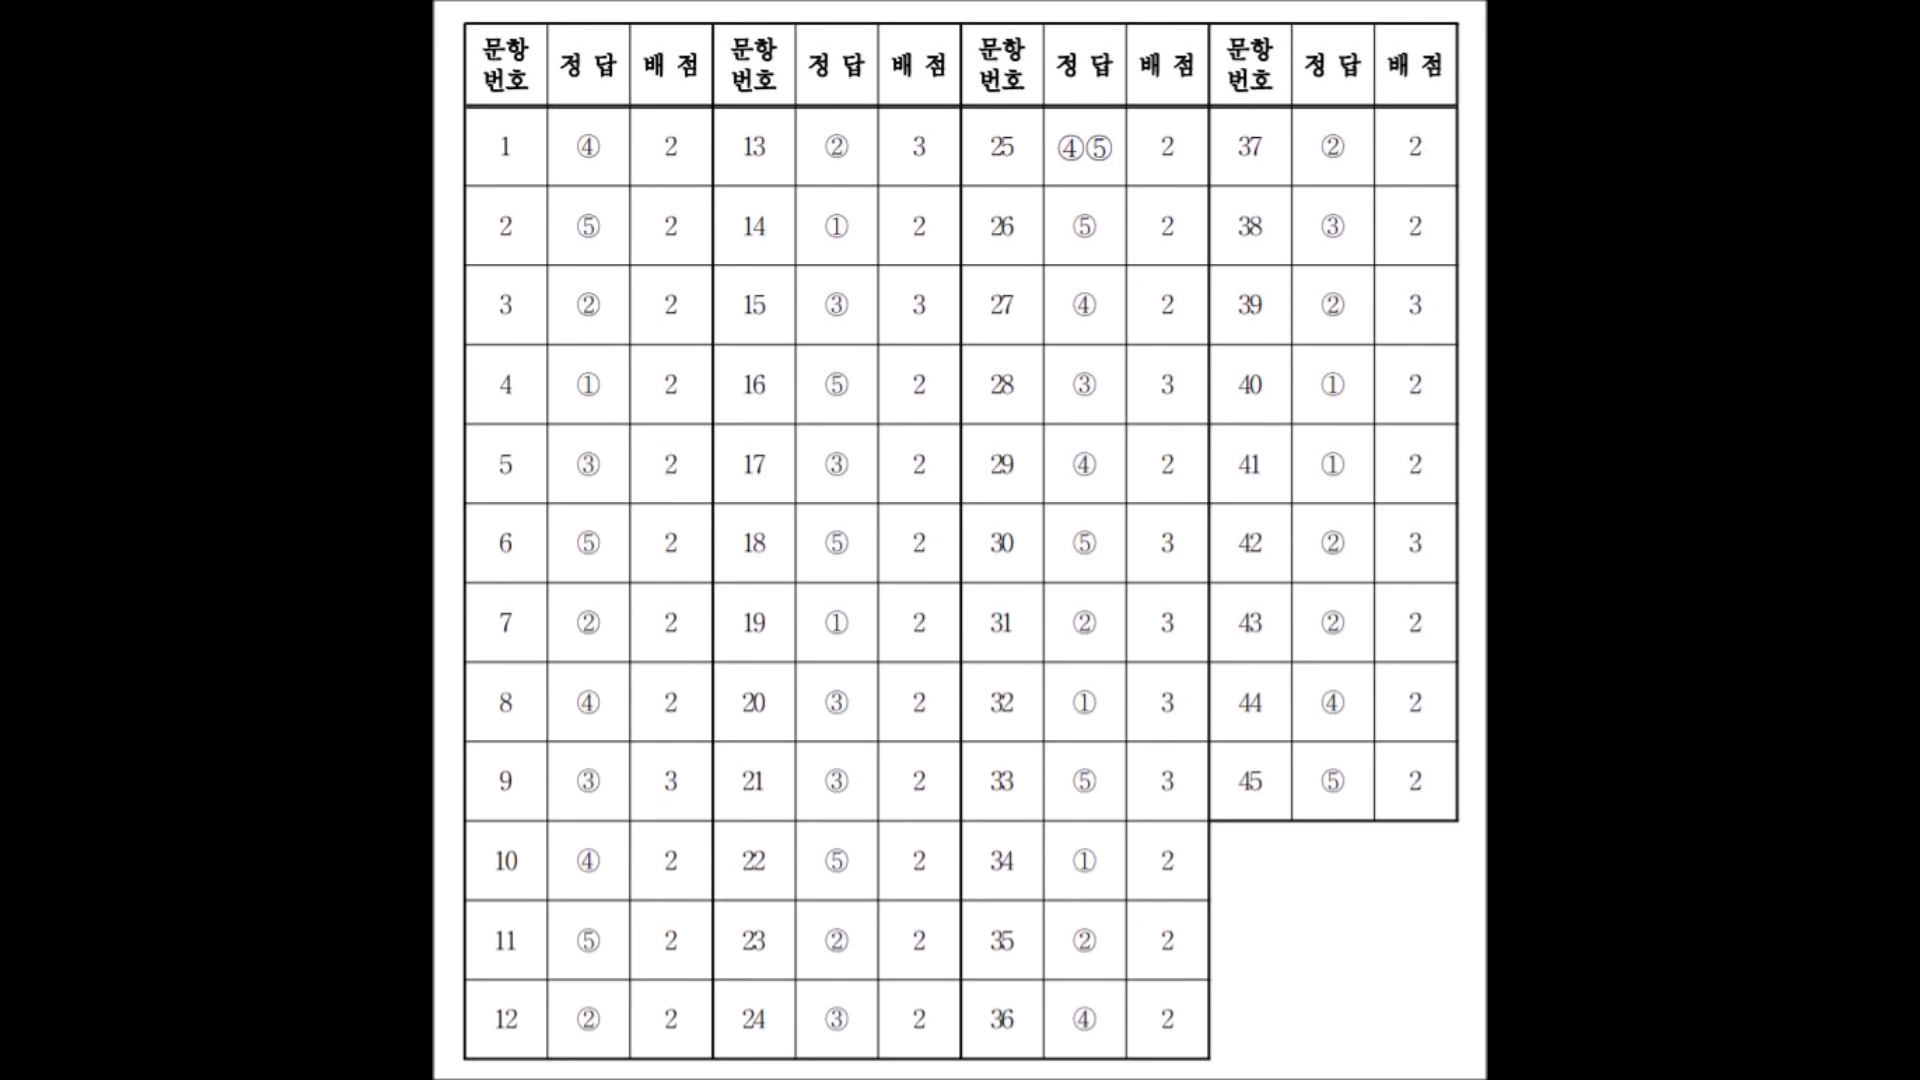 문항 번호 정 답 배 점 문항 번호 정 답 배 점 문항 번호 정 답 배 점 문항 번호 정 답 배 점
1 ④ 2 13 ② 3 25 ④⑤ 2 37 ② 2
2 ⑤ 2 14 ① 2 26 ⑤ 2 38 ③ 2
3 ② 2 15 ③ 3 27 ④ 2 39 ② 3
4 ① 2 16 ⑤ 2 28 ③ 3 40 ① 2
5 ③ 2 17 ③ 2 29 ④ 2 41 ① 2
6 ⑤ 2 18 ⑤ 2 30 ⑤ 3 42 ② 3
7 ② 2 19 ① 2 31 ② 3 43 ② 2
8 ④ 2 20 ③ 2 32 ① 3 44 ④ 2
9 ③ 3 21 ③ 2 33 ⑤ 3 45 ⑤ 2
10 ④ 2 22 ⑤ 2 34 ① 2
11 ⑤ 2 23 ② 2 35 ② 2
12 ② 2 24 ③ 2 36 ④ 2